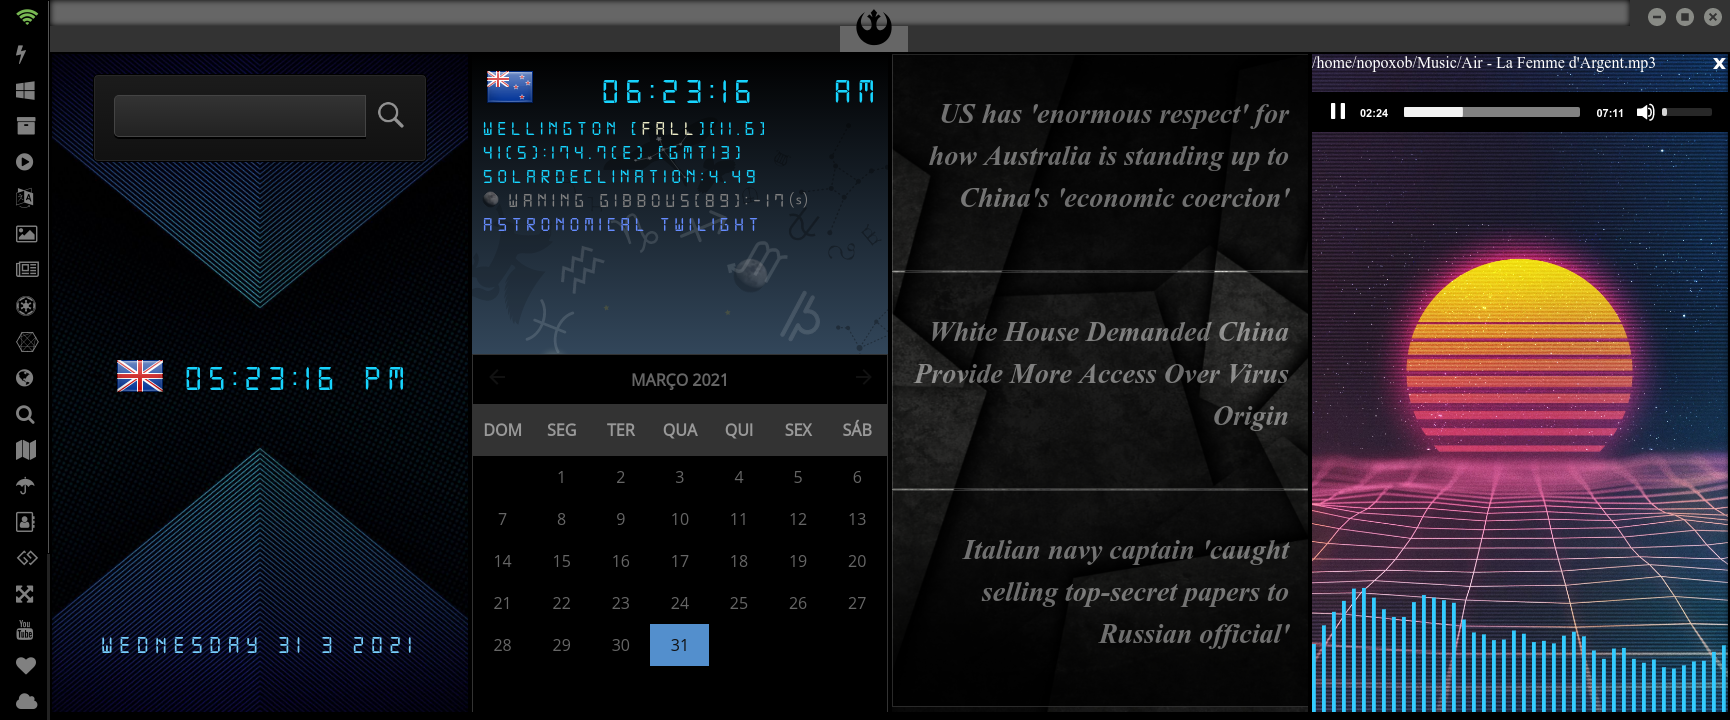 05:23:16 PM
WEDNESDAY 31 3 2021
06:23:16 AM
WELLINGTON (FALL)(11.6)
41(S):174.7(E) (GMT13)
SOLARDECLINATION:4.49
WANING GIBBOUS(89):-17(s)
ASTRONOMICAL TWILIGHT
MARÇO 2021
DOM SEG TER QUA QUI SEX SÁB
1 2 3 4 5 6
7 8 9 10 11 12 13
14 15 16 17 18 19 20
21 22 23 24 25 26 27
28 29 30 31
US has 'enormous respect' for
how Australia is standing up to
China's 'economic coercion'
White House Demanded China
Provide More Access Over Virus
Origin
Italian navy captain 'caught
selling top-secret papers to
Russian official'
/home/nopoxob/Music/Air - La Femme d'Argent.mp3 x
02:24 07:11
You
Tube